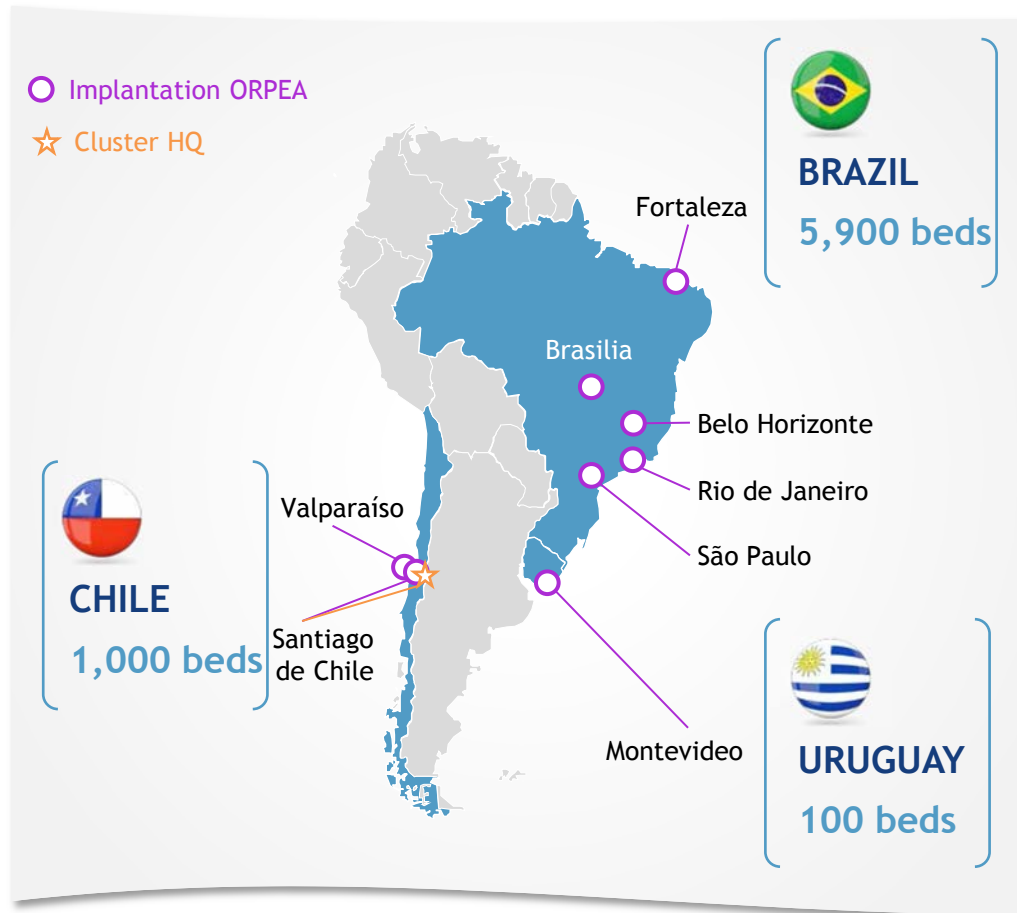 Implantation ORPEA
Cluster HQ
BRAZIL
5,900 beds
Fortaleza
Brasilia
Belo Horizonte
Rio de Janeiro
São Paulo
Valparaíso
CHILE
1,000 beds
Santiago
de Chile
Montevideo
URUGUAY
100 beds